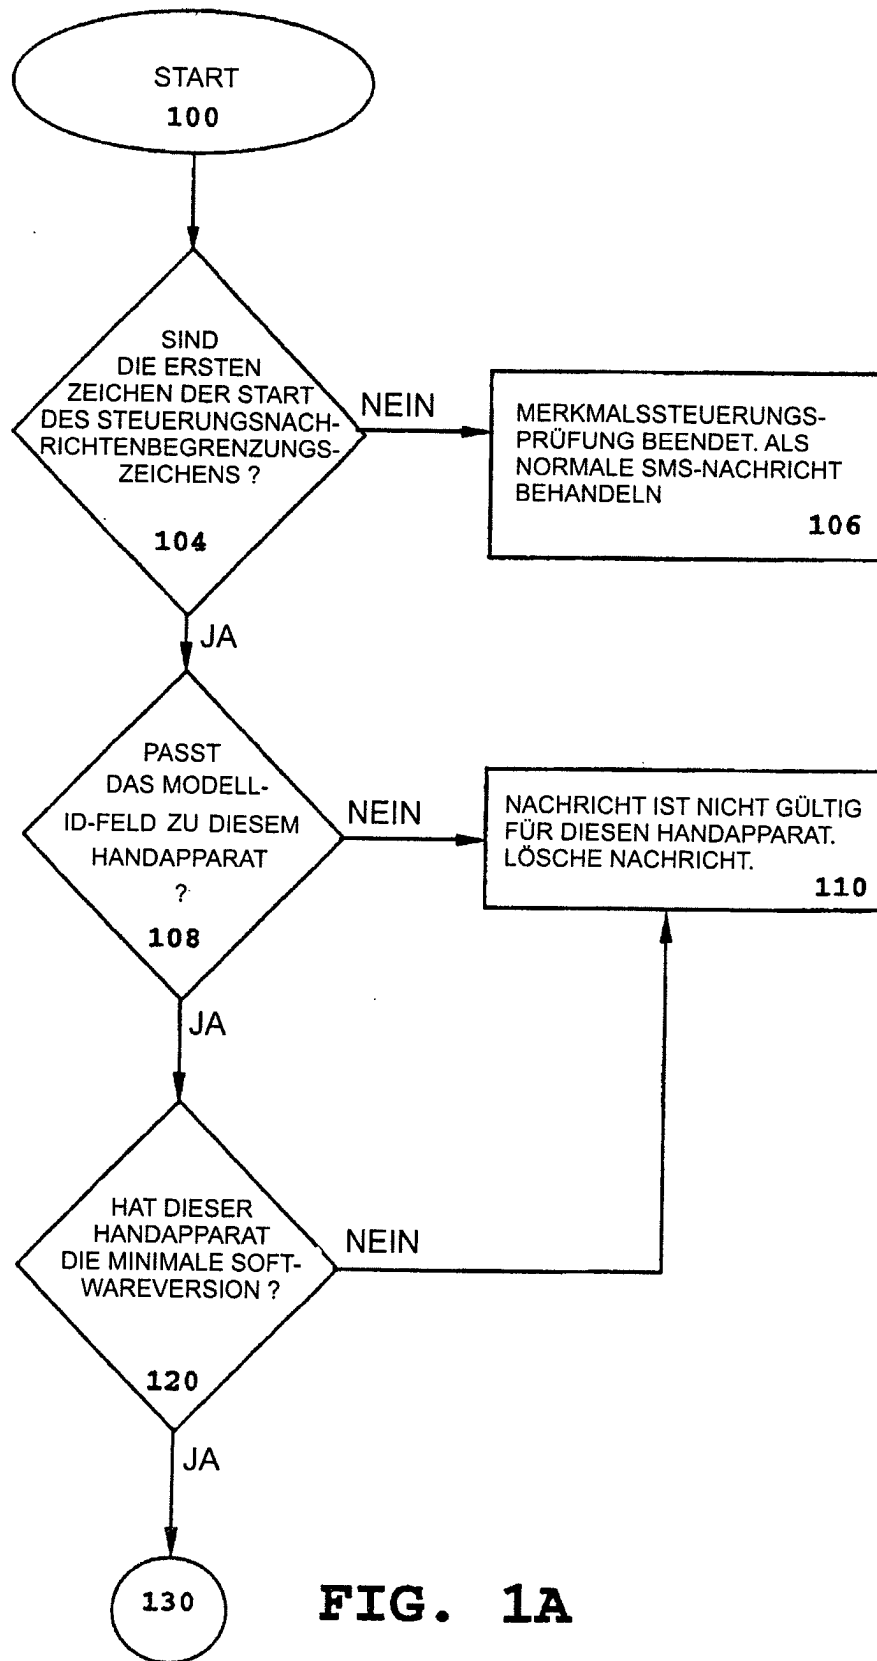 START
100
SIND
DIE ERSTEN
ZEICHEN DER START
DES STEUERUNGSNACH-
RICHTENBEGRENZUNGS-
ZEICHENS ?
104
NEIN
MERKMALSSTEUERUNGS-
PRÜFUNG BEENDET. ALS
NORMALE SMS-NACHRICHT
BEHANDELN
106
JA
PASST
DAS MODELL-
ID-FELD ZU DIESEM
HANDAPPARAT
?
108
NEIN
NACHRICHT IST NICHT GÜLTIG
FÜR DIESEN HANDAPPARAT.
LÖSCHE NACHRICHT.
110
JA
HAT DIESER
HANDAPPARAT
DIE MINIMALE SOFT-
WAREVERSION ?
120
NEIN
JA
130
FIG. 1A